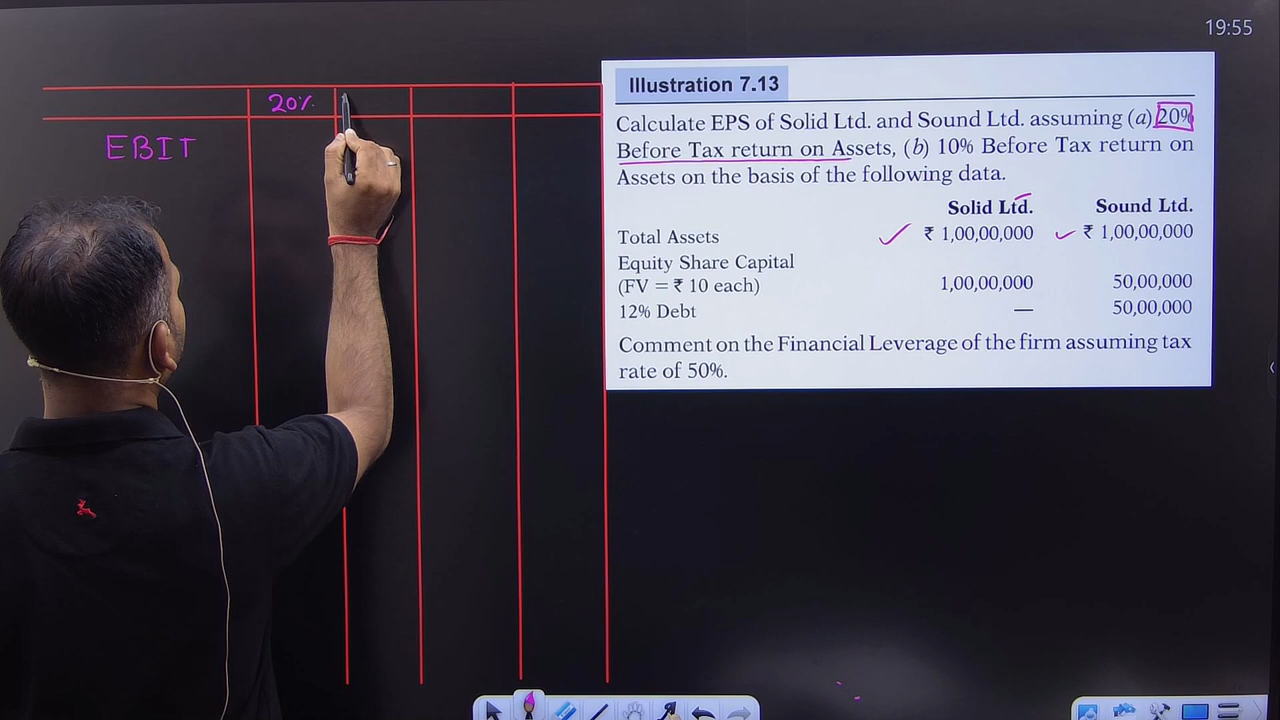 19:55
20%
EBIT
Illustration 7.13
Calculate EPS of Solid Ltd. and Sound Ltd. assuming (a) 20%
Before Tax return on Assets, (b) 10% Before Tax return on
Assets on the basis of the following data.
Solid Ltd. Sound Ltd.
Total Assets ₹ 1,00,00,000 ₹ 1,00,00,000
Equity Share Capital
(FV = ₹ 10 each) 1,00,00,000 50,00,000
12% Debt — 50,00,000
Comment on the Financial Leverage of the firm assuming tax
rate of 50%.